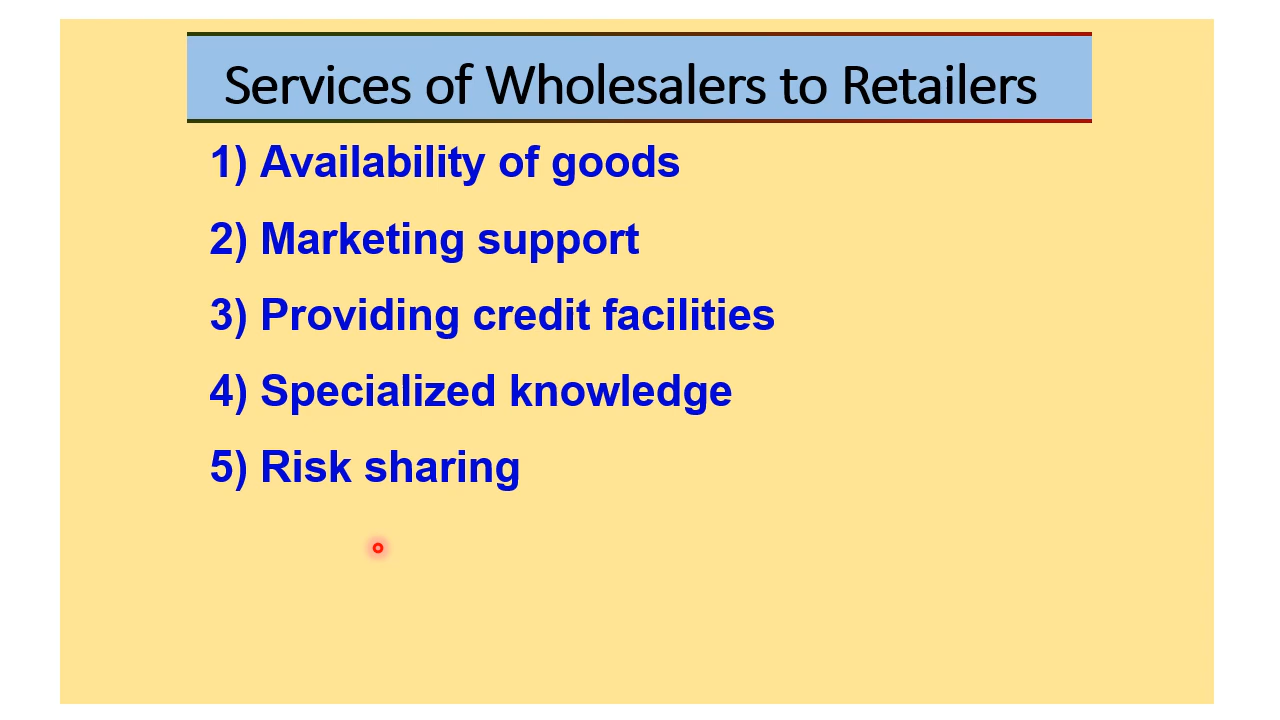 Services of Wholesalers to Retailers
1) Availability of goods
2) Marketing support
3) Providing credit facilities
4) Specialized knowledge
5) Risk sharing